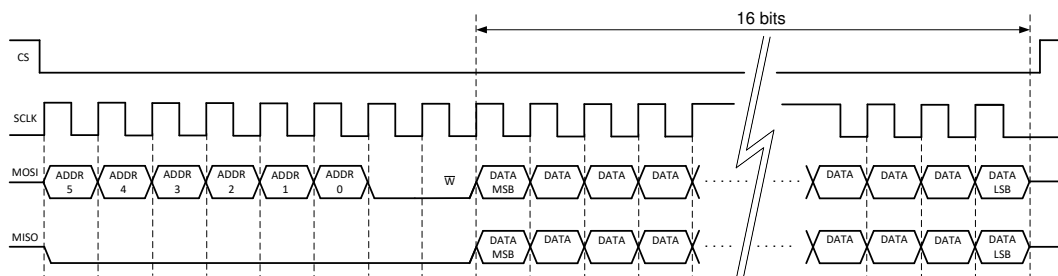 16 bits
CS
SCLK
MOSI
ADDR 5
ADDR 4
ADDR 3
ADDR 2
ADDR 1
ADDR 0
W̅
DATA MSB
DATA
DATA
DATA
DATA
DATA
DATA
DATA LSB
MISO
DATA MSB
DATA
DATA
DATA
DATA
DATA
DATA
DATA LSB